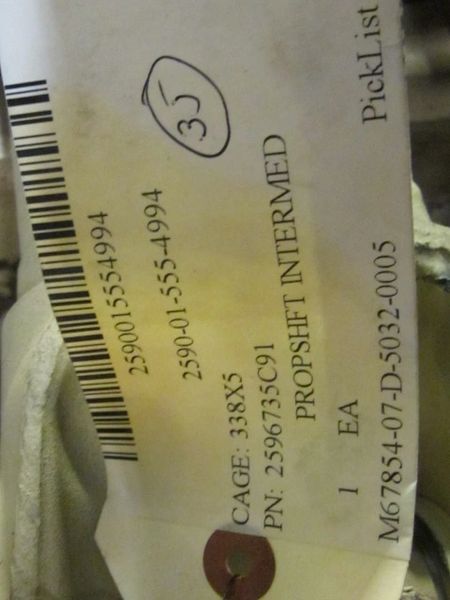 35
2590015554994
2590-01-555-4994
CAGE: 338X5
PN: 2596735C91
PROPSHFT INTERMED
1 EA
M67854-07-D-5032-0005
PickList